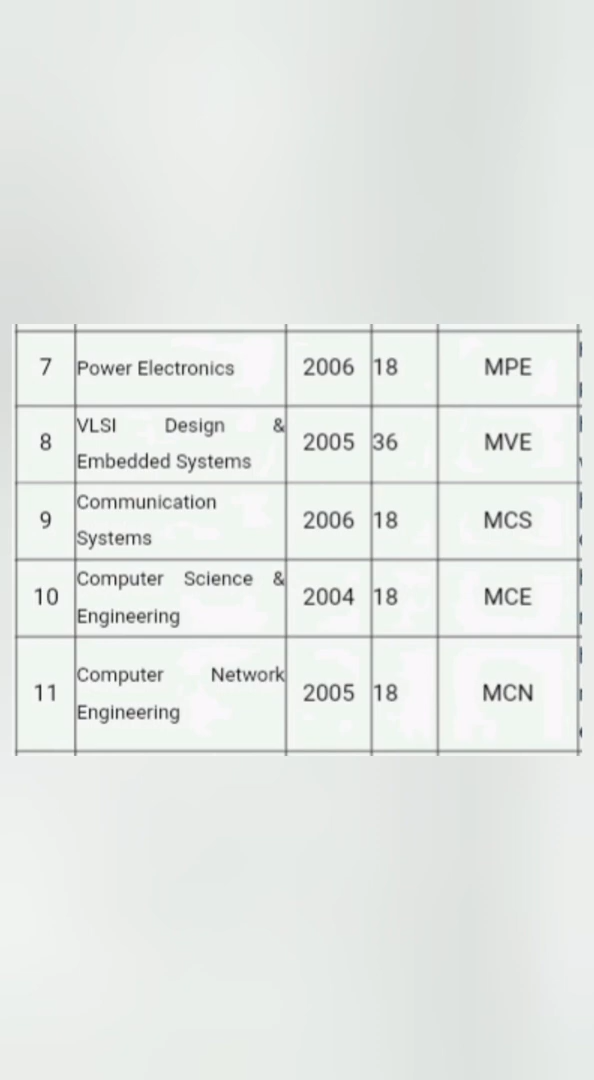 7 Power Electronics 2006 18 MPE
VLSI Design &
8 2005 36 MVE
Embedded Systems
Communication
9 2006 18 MCS
Systems
Computer Science &
10 2004 18 MCE
Engineering
Computer Network
11 2005 18 MCN
Engineering